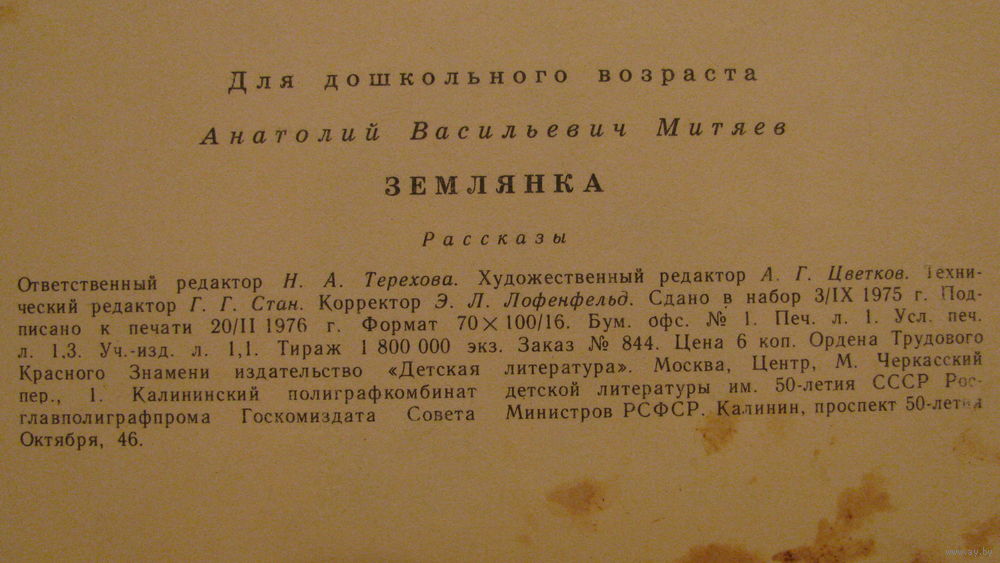 Для дошкольного возраста
Анатолий Васильевич Митяев
ЗЕМЛЯНКА
Рассказы
Ответственный редактор Н. А. Терехова. Художественный редактор А. Г. Цветков. Техни-
ческий редактор Г. Г. Стан. Корректор Э. Л. Лофенфельд. Сдано в набор 3/IX 1975 г. Под-
писано к печати 20/II 1976 г. Формат 70×100/16. Бум. офс. № 1. Печ. л. 1. Усл. печ.
л. 1,3. Уч.-изд. л. 1,1. Тираж 1 800 000 экз. Заказ № 844. Цена 6 коп. Ордена Трудового
Красного Знамени издательство «Детская литература». Москва, Центр, М. Черкасский
пер., 1. Калининский полиграфкомбинат детской литературы им. 50-летия СССР Рос-
главполиграфпрома Госкомиздата Совета Министров РСФСР. Калинин, проспект 50-летия
Октября, 46.
www.ay.by